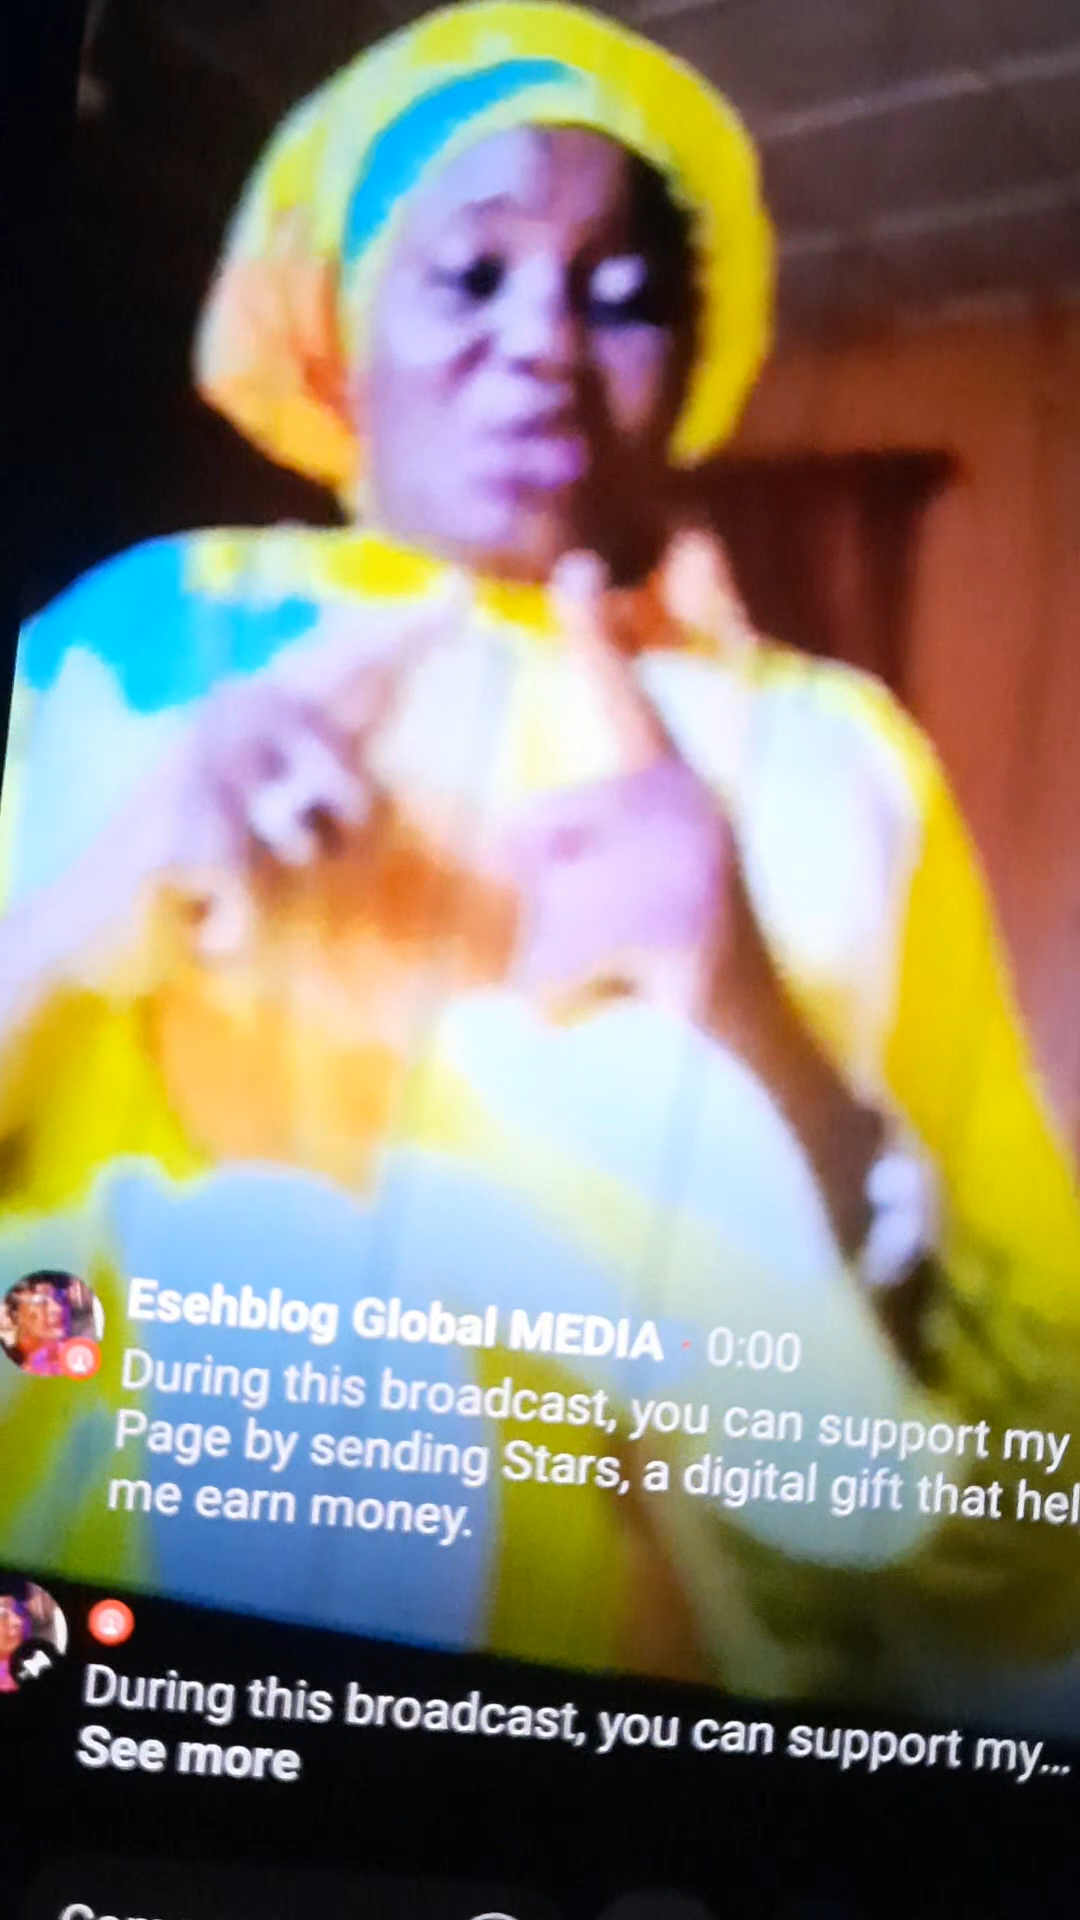 Esehblog Global MEDIA · 0:00
During this broadcast, you can support my
Page by sending Stars, a digital gift that hel
me earn money.
During this broadcast, you can support my...
See more